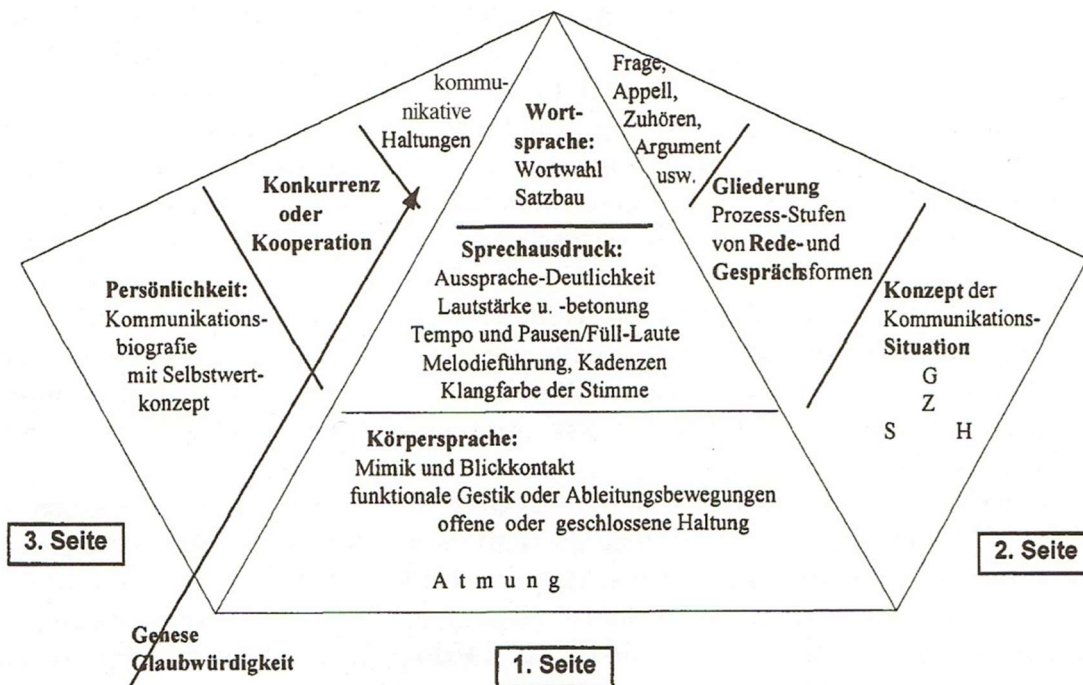 kommu-
nikative
Haltungen
Konkurrenz
oder
Kooperation
Persönlichkeit:
Kommunikations-
biografie
mit Selbstwert-
konzept
3. Seite
Genese
Glaubwürdigkeit
Wort-
sprache:
Wortwahl
Satzbau
Sprechausdruck:
Aussprache-Deutlichkeit
Lautstärke u. -betonung
Tempo und Pausen/Füll-Laute
Melodieführung, Kadenzen
Klangfarbe der Stimme
Körpersprache:
Mimik und Blickkontakt
funktionale Gestik oder Ableitungsbewegungen
offene oder geschlossene Haltung
Atmung
1. Seite
Frage,
Appell,
Zuhören,
Argument
usw.
Gliederung
Prozess-Stufen
von Rede- und
Gesprächsformen
Konzept der
Kommunikations-
Situation
G
Z
S H
2. Seite